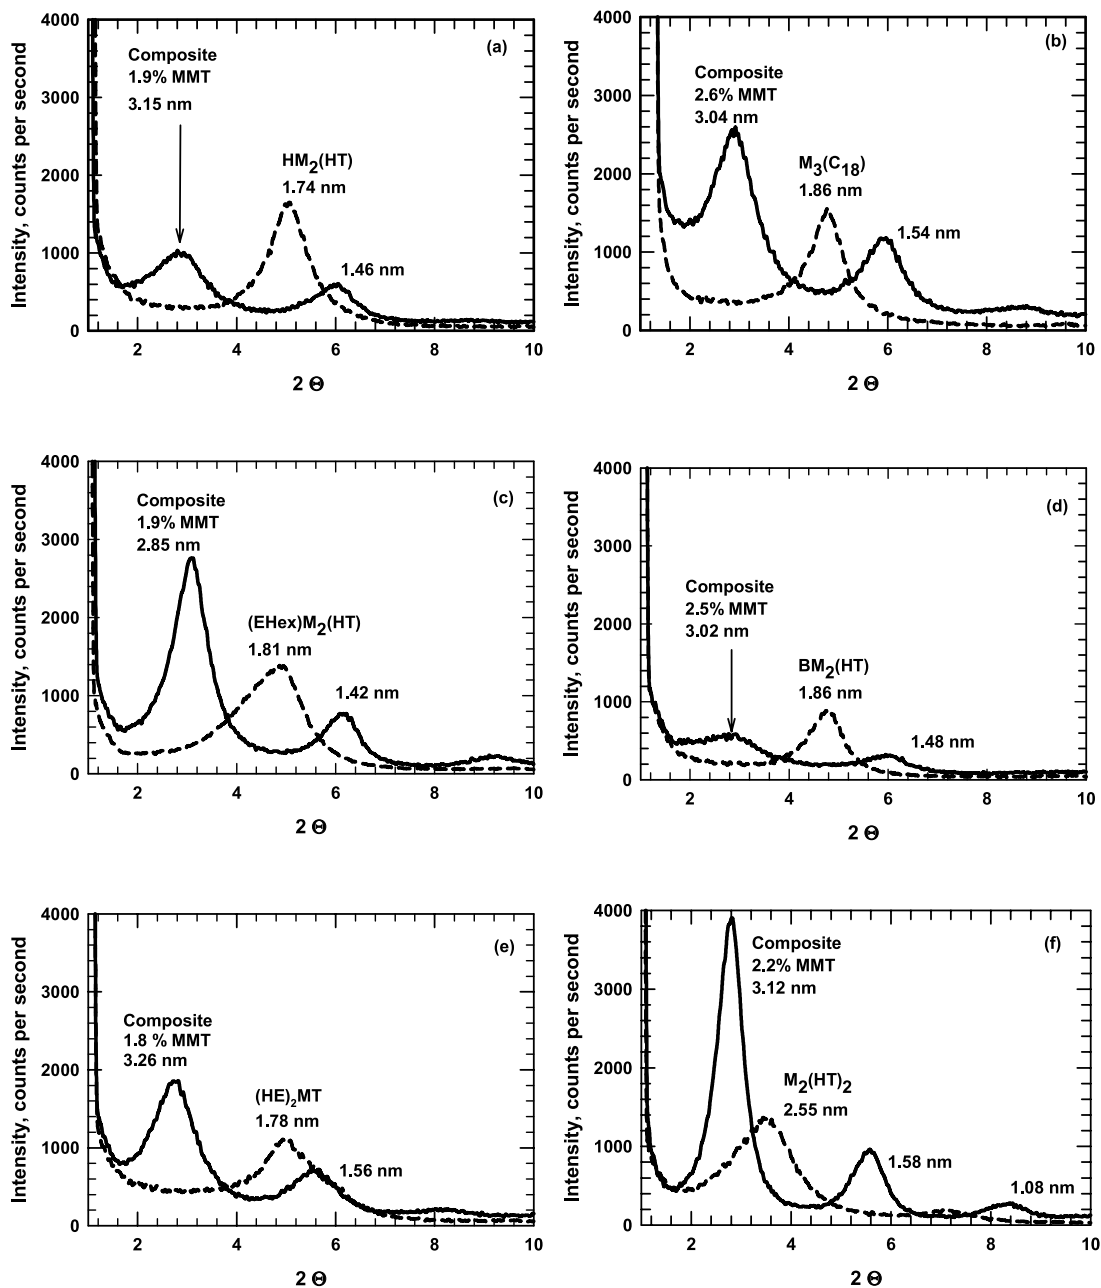 Intensity, counts per second
4000
3000
2000
1000
0
2
4
6
8
10
2 Θ
(a)
Composite
1.9% MMT
3.15 nm
HM₂(HT)
1.74 nm
1.46 nm
Intensity, counts per second
4000
3000
2000
1000
0
2
4
6
8
10
2 Θ
(b)
Composite
2.6% MMT
3.04 nm
M₃(C₁₈)
1.86 nm
1.54 nm
Intensity, counts per second
4000
3000
2000
1000
0
2
4
6
8
10
2 Θ
(c)
Composite
1.9% MMT
2.85 nm
(EHex)M₂(HT)
1.81 nm
1.42 nm
Intensity, counts per second
4000
3000
2000
1000
0
2
4
6
8
10
2 Θ
(d)
Composite
2.5% MMT
3.02 nm
BM₂(HT)
1.86 nm
1.48 nm
Intensity, counts per second
4000
3000
2000
1000
0
2
4
6
8
10
2 Θ
(e)
Composite
1.8 % MMT
3.26 nm
(HE)₂MT
1.78 nm
1.56 nm
Intensity, counts per second
4000
3000
2000
1000
0
2
4
6
8
10
2 Θ
(f)
Composite
2.2% MMT
3.12 nm
M₂(HT)₂
2.55 nm
1.58 nm
1.08 nm